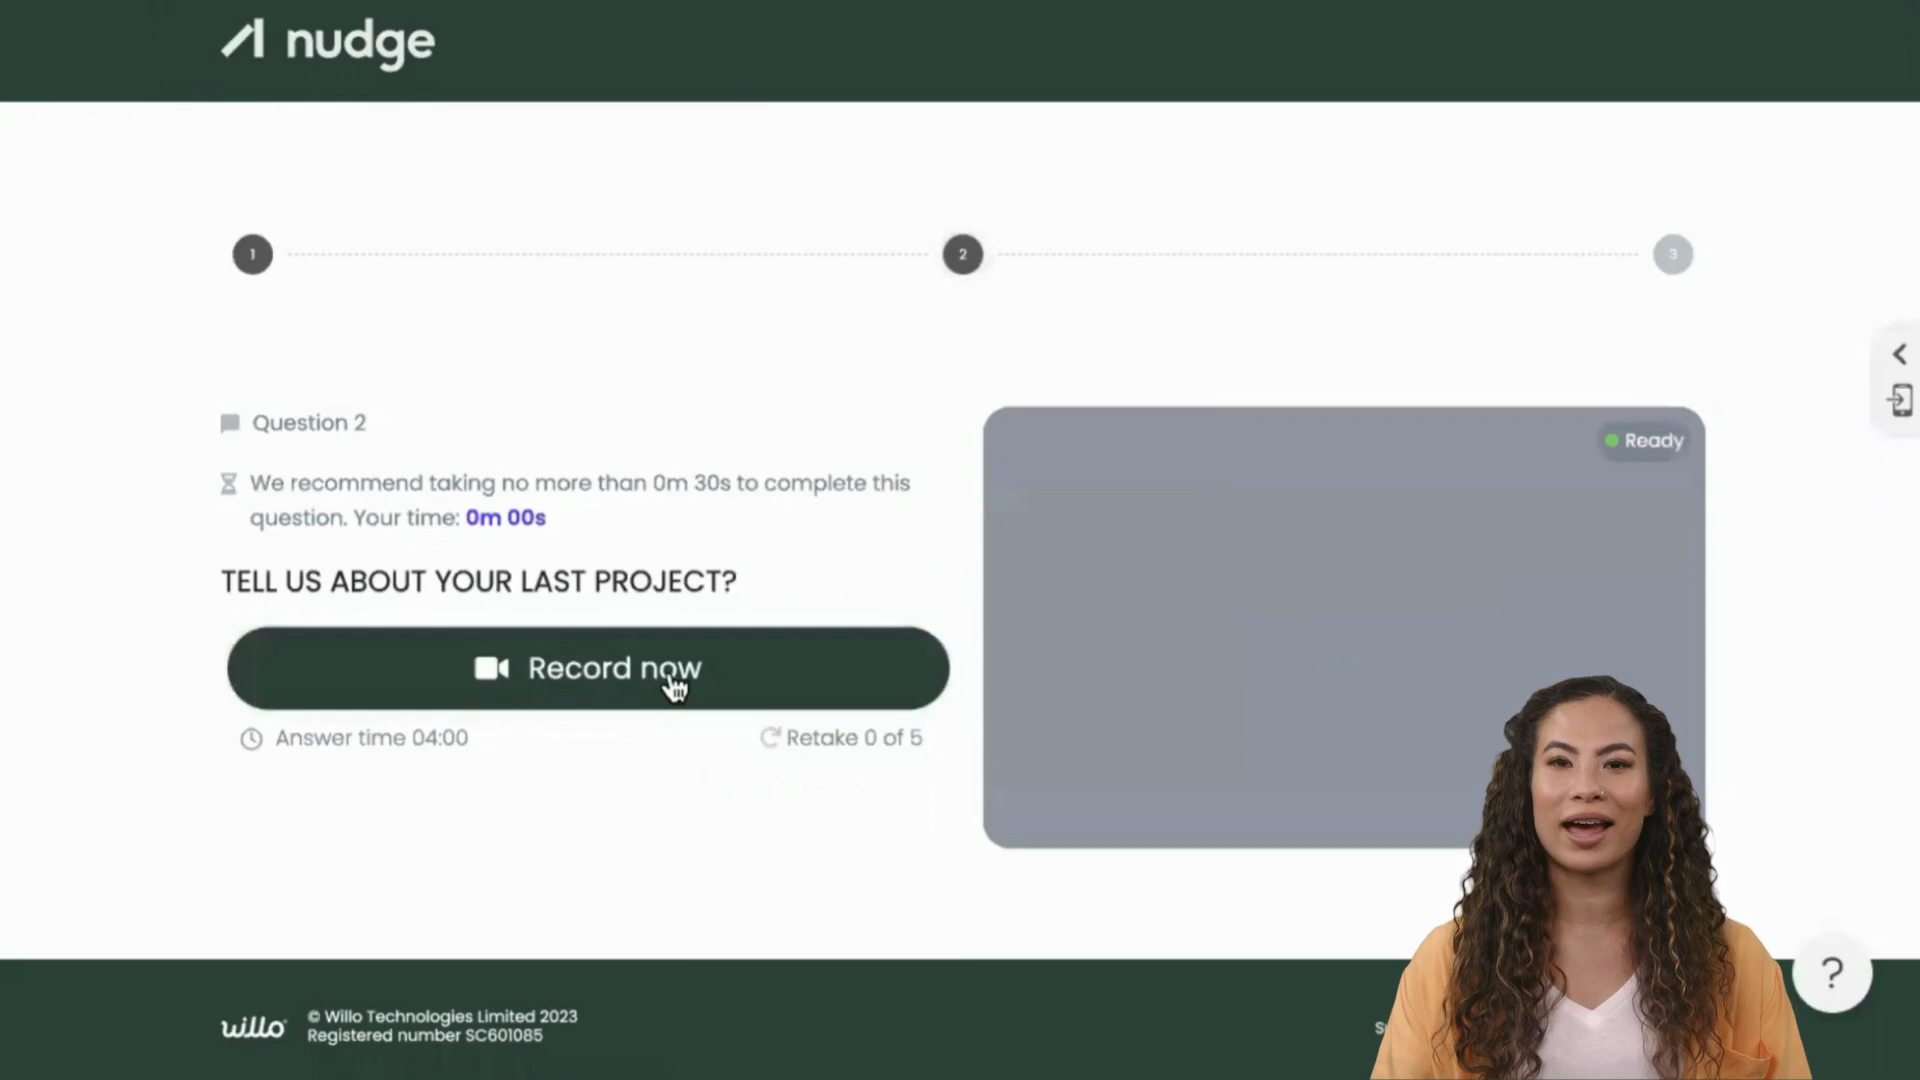 nudge
1
2
3
Question 2
Ready
We recommend taking no more than 0m 30s to complete this
question. Your time: 0m 00s
TELL US ABOUT YOUR LAST PROJECT?
Record now
Answer time 04:00
Retake 0 of 5
?
willo
© Willo Technologies Limited 2023
Registered number SC601085